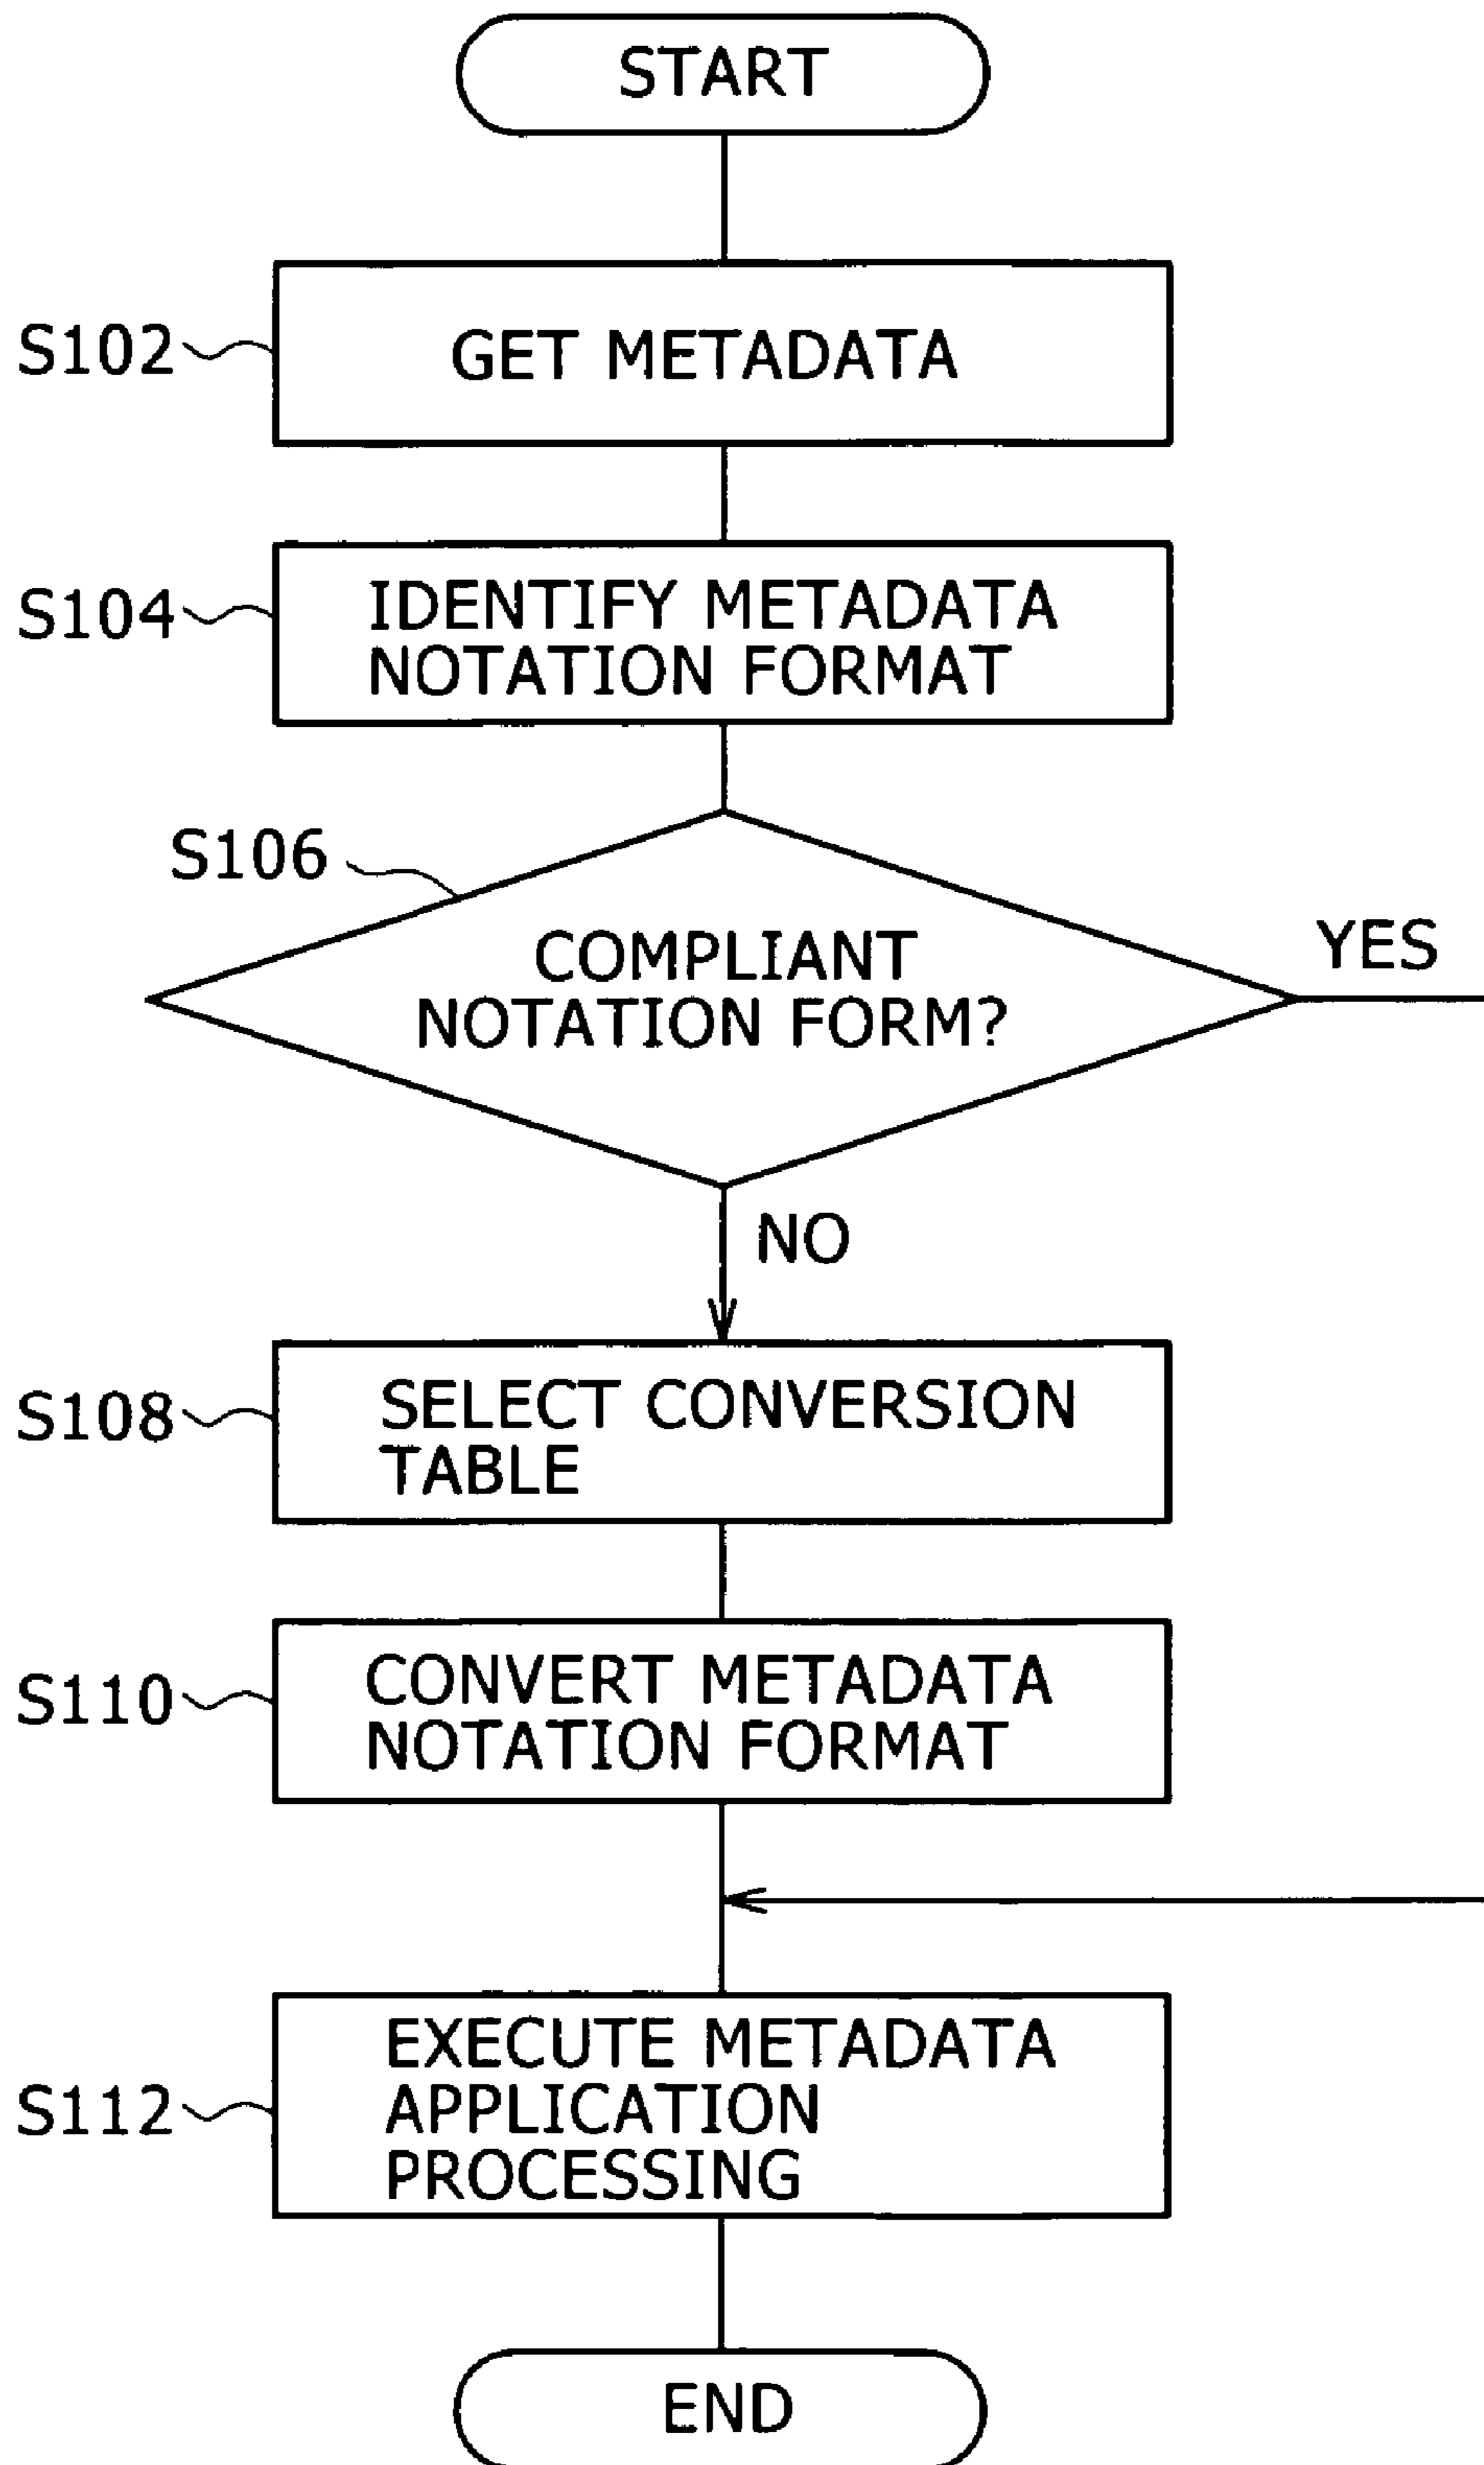 START
S102
GET METADATA
S104
IDENTIFY METADATA
NOTATION FORMAT
S106
COMPLIANT
NOTATION FORM?
YES
NO
S108
SELECT CONVERSION
TABLE
S110
CONVERT METADATA
NOTATION FORMAT
S112
EXECUTE METADATA
APPLICATION
PROCESSING
END